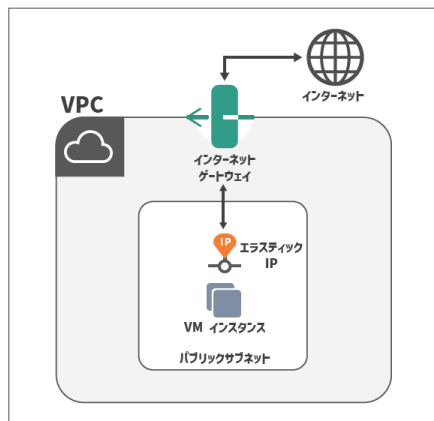 インターネット
VPC
インターネット
ゲートウェイ
IP
エラスティック
IP
VM インスタンス
パブリックサブネット